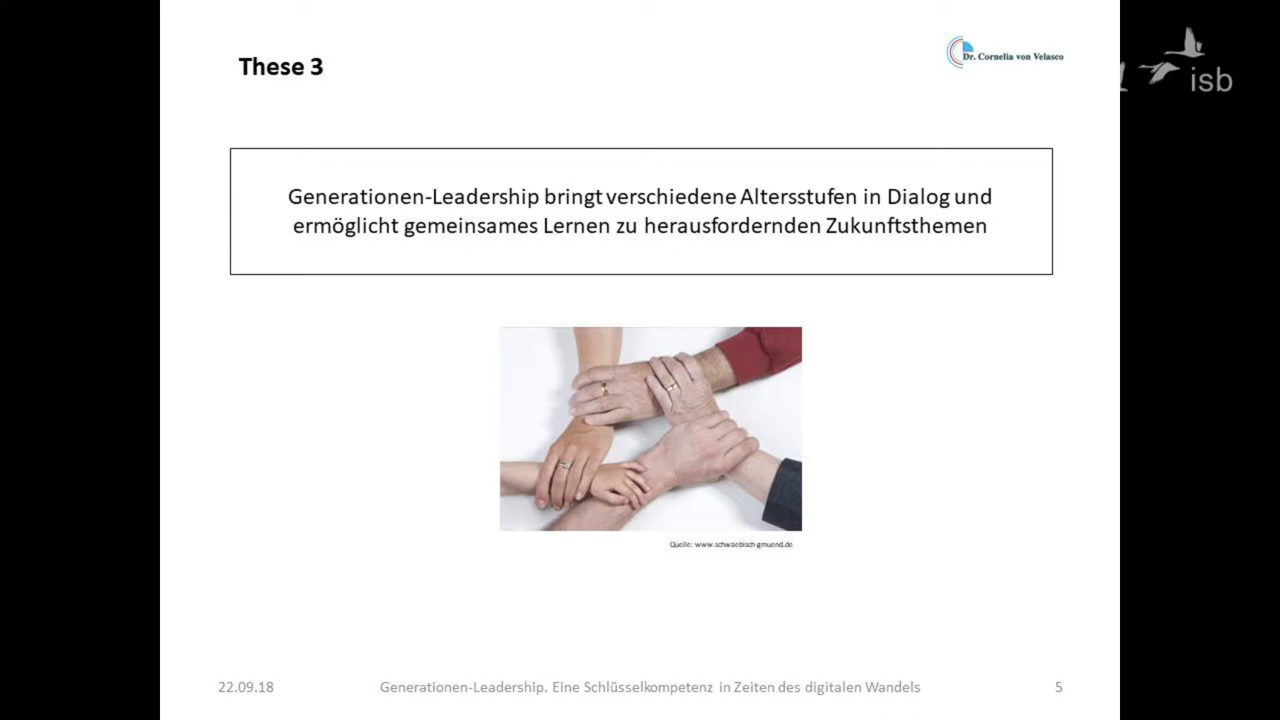 These 3
Dr. Cornelia von Velasco
isb
Generationen-Leadership bringt verschiedene Altersstufen in Dialog und
ermöglicht gemeinsames Lernen zu herausfordernden Zukunftsthemen
Quelle: www.schwaebisch-gmuend.de
22.09.18
Generationen-Leadership. Eine Schlüsselkompetenz in Zeiten des digitalen Wandels
5